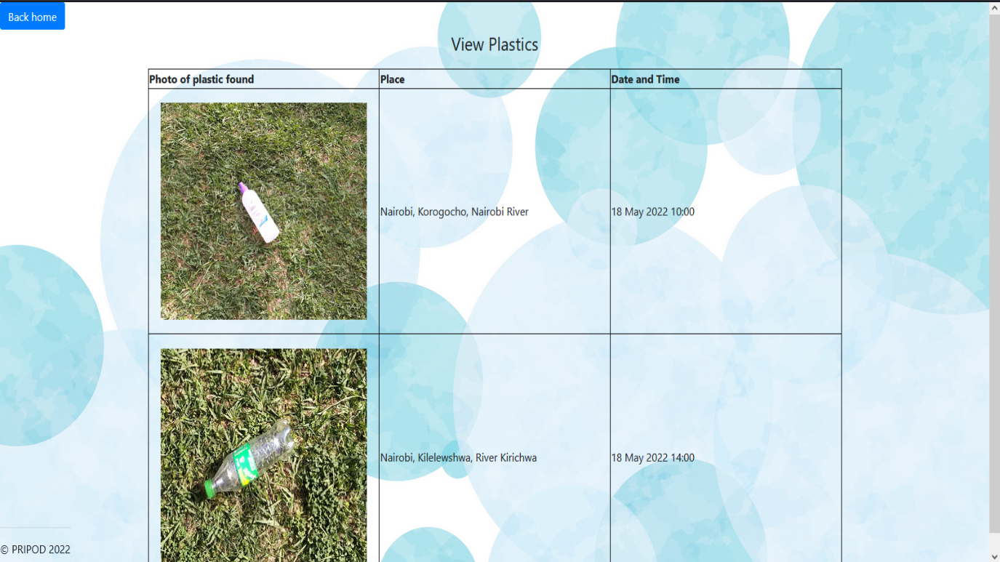 Back home
View Plastics
Photo of plastic found Place Date and Time
Nairobi, Korogocho, Nairobi River 18 May 2022 10:00
Nairobi, Kilelewshwa, River Kirichwa 18 May 2022 14:00
© PRIPOD 2022